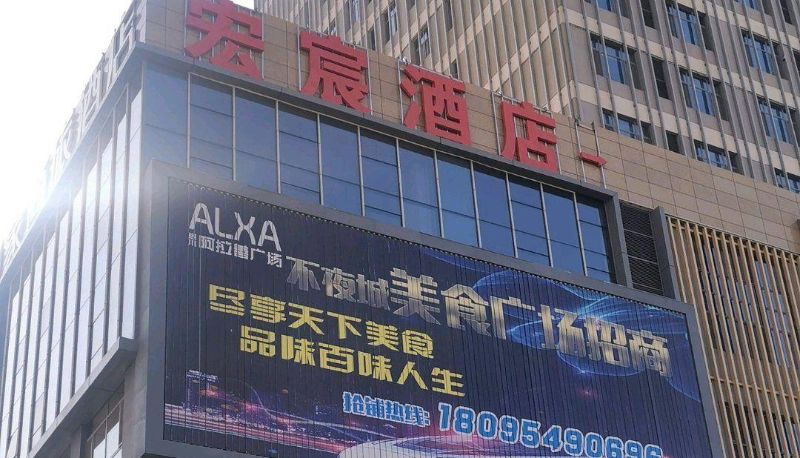 宏宸酒店
ALXA
阿拉善广场
不夜城美食广场招商
尽享天下美食
品味百味人生
抢铺热线: 18095490696